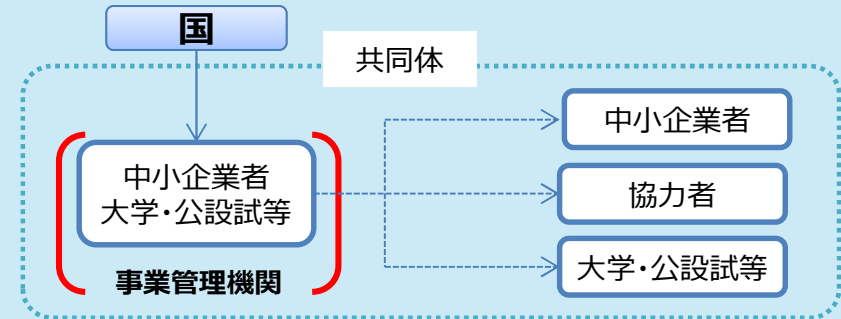 国
共同体
中小企業者
大学・公設試等
事業管理機関
中小企業者
協力者
大学・公設試等